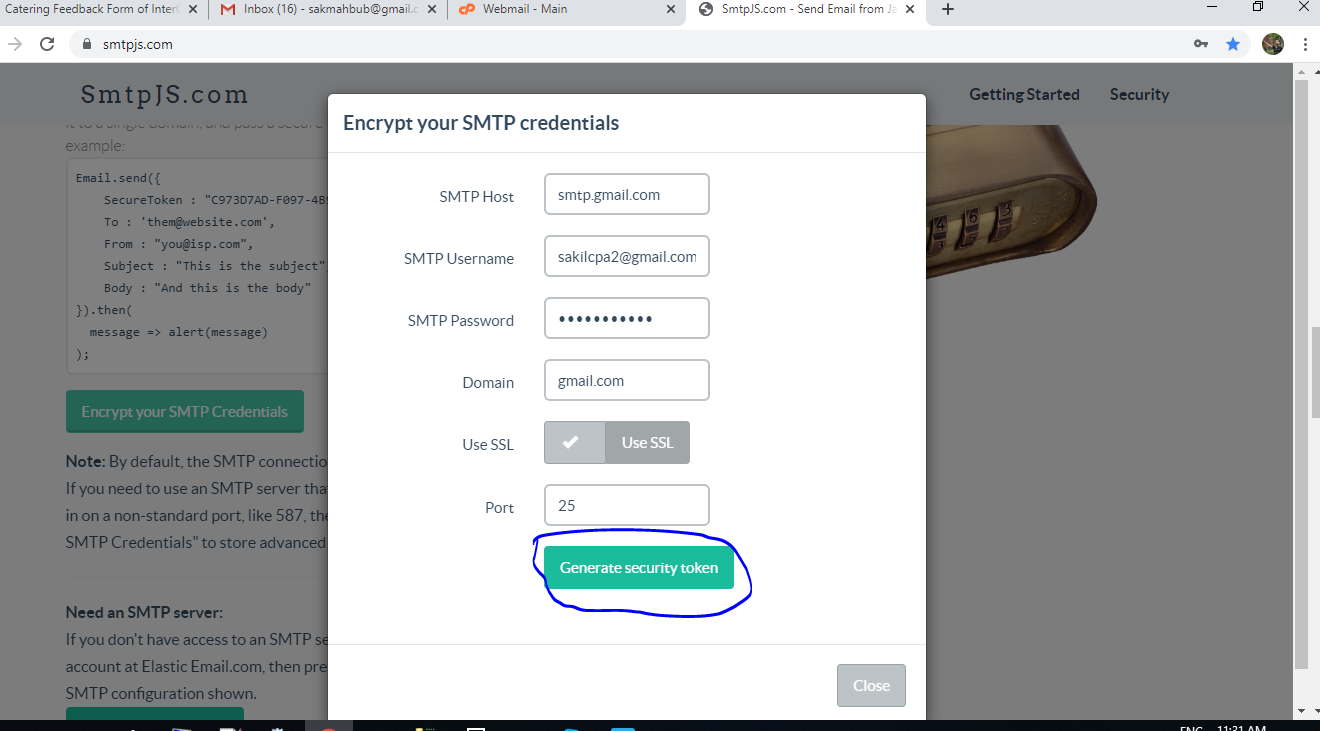 Catering Feedback Form of Inter
Inbox (16) - sakmahbub@gmail.c
Webmail - Main
SmtpJS.com - Send Email from Ja
smtpjs.com
SmtpJS.com
Getting Started
Security
it to a single domain, and pass a secure
example:
Email.send({
SecureToken : "C973D7AD-F097-4B9
To : 'them@website.com',
From : "you@isp.com",
Subject : "This is the subject",
Body : "And this is the body"
}).then(
message => alert(message)
);
Encrypt your SMTP Credentials
Note: By default, the SMTP connectio
If you need to use an SMTP server tha
in on a non-standard port, like 587, the
SMTP Credentials" to store advanced
Need an SMTP server:
If you don't have access to an SMTP se
account at Elastic Email.com, then pre
SMTP configuration shown.
Encrypt your SMTP credentials
SMTP Host
smtp.gmail.com
SMTP Username
sakilcpa2@gmail.com
SMTP Password
•••••••••••
Domain
gmail.com
Use SSL
Use SSL
Port
25
Generate security token
Close
4 6 3
ENG
11:31 AM